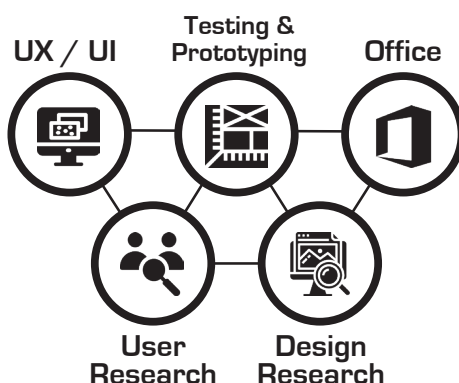 Testing &
UX / UI Prototyping Office
User Design
Research Research